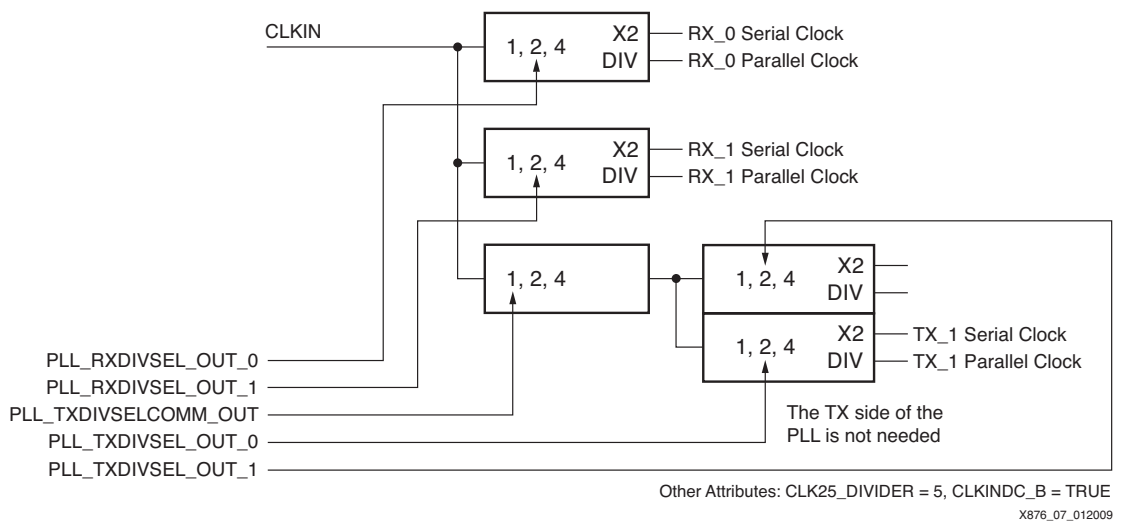 CLKIN
1, 2, 4
X2
DIV
RX_0 Serial Clock
RX_0 Parallel Clock
1, 2, 4
X2
DIV
RX_1 Serial Clock
RX_1 Parallel Clock
1, 2, 4
1, 2, 4
X2
DIV
1, 2, 4
X2
DIV
TX_1 Serial Clock
TX_1 Parallel Clock
PLL_RXDIVSEL_OUT_0
PLL_RXDIVSEL_OUT_1
PLL_TXDIVSELCOMM_OUT
PLL_TXDIVSEL_OUT_0
PLL_TXDIVSEL_OUT_1
The TX side of the
PLL is not needed
Other Attributes: CLK25_DIVIDER = 5, CLKINDC_B = TRUE
X876_07_012009